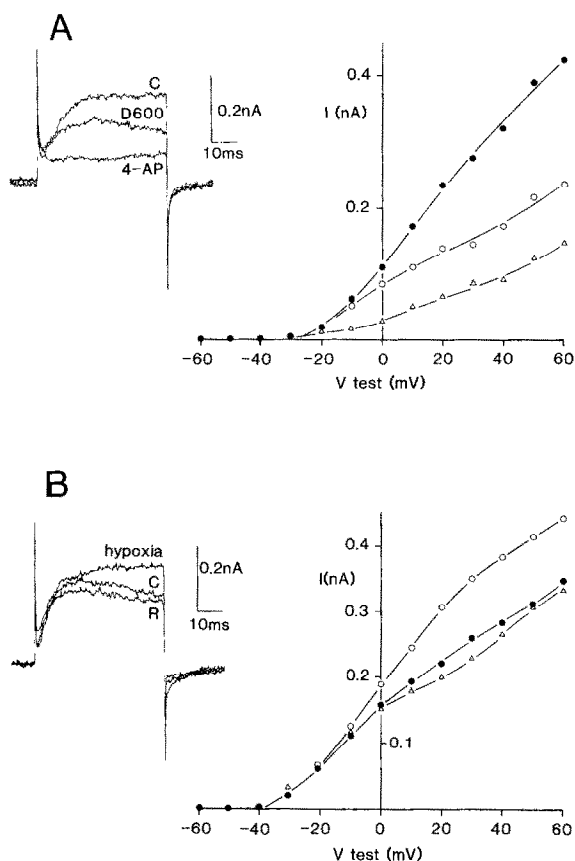 A
C
D600
4-AP
0.2nA
10ms
I (nA)
0.4
0.2
-60 -40 -20 0 20 40 60
V test (mV)
B
hypoxia
C
R
0.2nA
10ms
I(nA)
0.4
0.3
0.2
0.1
-60 -40 -20 0 20 40 60
V test (mV)